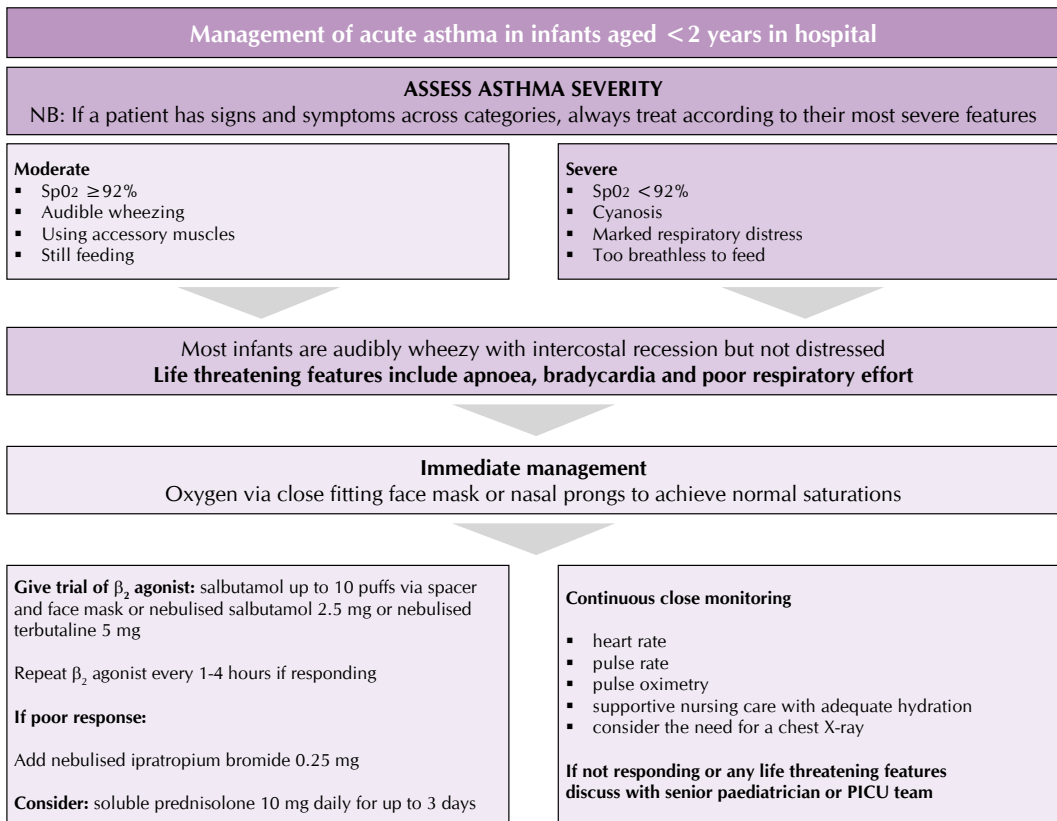 Management of acute asthma in infants aged <2 years in hospital
ASSESS ASTHMA SEVERITY
NB: If a patient has signs and symptoms across categories, always treat according to their most severe features
Moderate
▪ Sp02 ≥92%
▪ Audible wheezing
▪ Using accessory muscles
▪ Still feeding
Severe
▪ Sp02 <92%
▪ Cyanosis
▪ Marked respiratory distress
▪ Too breathless to feed
Most infants are audibly wheezy with intercostal recession but not distressed
Life threatening features include apnoea, bradycardia and poor respiratory effort
Immediate management
Oxygen via close fitting face mask or nasal prongs to achieve normal saturations
Give trial of β₂ agonist: salbutamol up to 10 puffs via spacer
and face mask or nebulised salbutamol 2.5 mg or nebulised
terbutaline 5 mg
Repeat β₂ agonist every 1-4 hours if responding
If poor response:
Add nebulised ipratropium bromide 0.25 mg
Consider: soluble prednisolone 10 mg daily for up to 3 days
Continuous close monitoring
▪ heart rate
▪ pulse rate
▪ pulse oximetry
▪ supportive nursing care with adequate hydration
▪ consider the need for a chest X-ray
If not responding or any life threatening features
discuss with senior paediatrician or PICU team